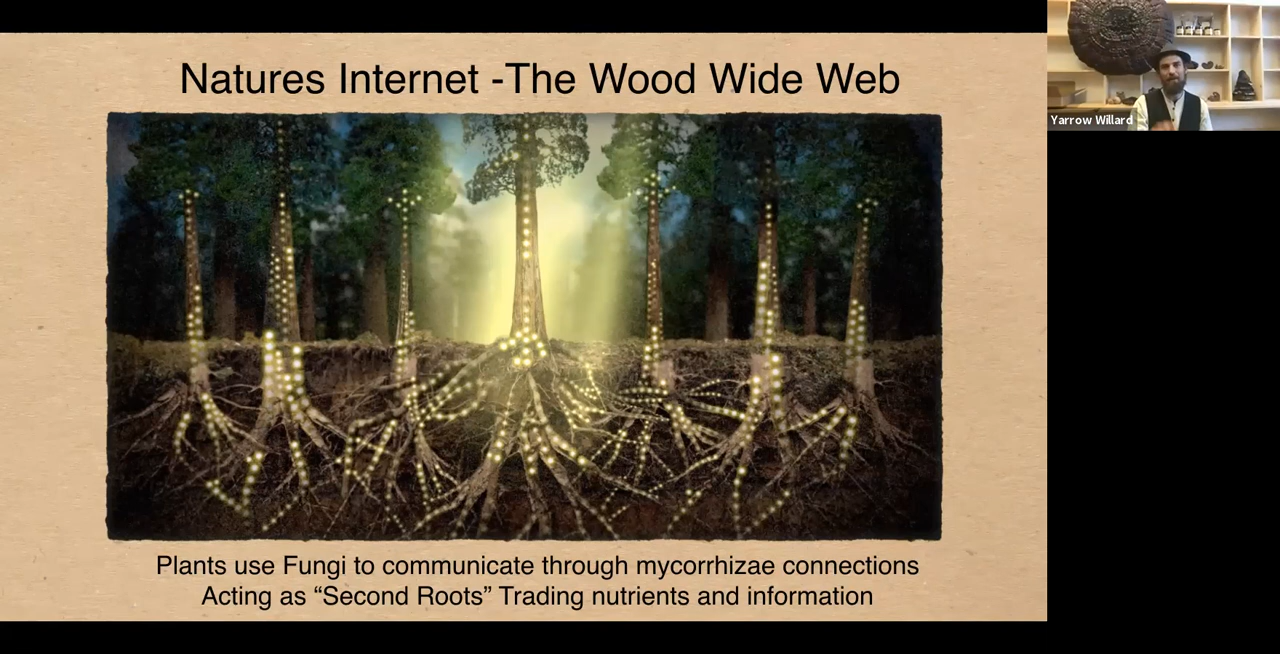 Natures Internet -The Wood Wide Web
Yarrow Willard
Plants use Fungi to communicate through mycorrhizae connections
Acting as “Second Roots” Trading nutrients and information